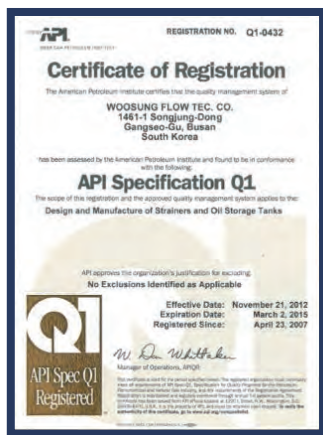 API
AMERICAN PETROLEUM INSTITUTE
REGISTRATION NO. Q1-0432
Certificate of Registration
The American Petroleum Institute certifies that the quality management system of
WOOSUNG FLOW TEC. CO.
1461-1 Songjung-Dong
Gangseo-Gu, Busan
South Korea
has been assessed by the American Petroleum Institute and found to be in conformance
with the following:
API Specification Q1
The scope of this registration and the approved quality management system applies to the:
Design and Manufacture of Strainers and Oil Storage Tanks
API approves the organization's justification for excluding:
No Exclusions Identified as Applicable
Effective Date: November 21, 2012
Expiration Date: March 2, 2015
Registered Since: April 23, 2007
W. Don Whittaker
Manager of Operations, APIQR
Q1
API Spec Q1
Registered